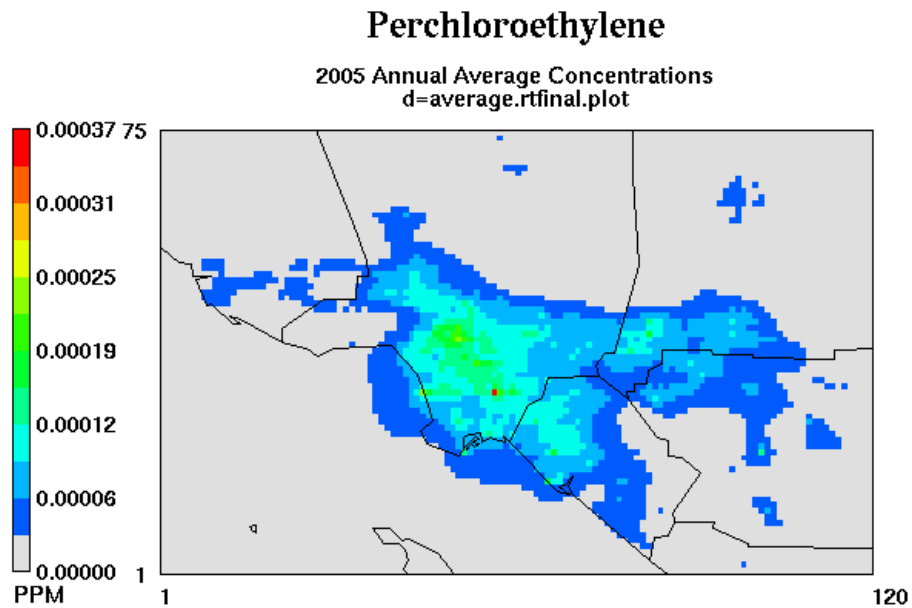 Perchloroethylene
2005 Annual Average Concentrations
d=average.rtfinal.plot
0.00037
0.00031
0.00025
0.00019
0.00012
0.00006
0.00000
PPM
75
1
1
120